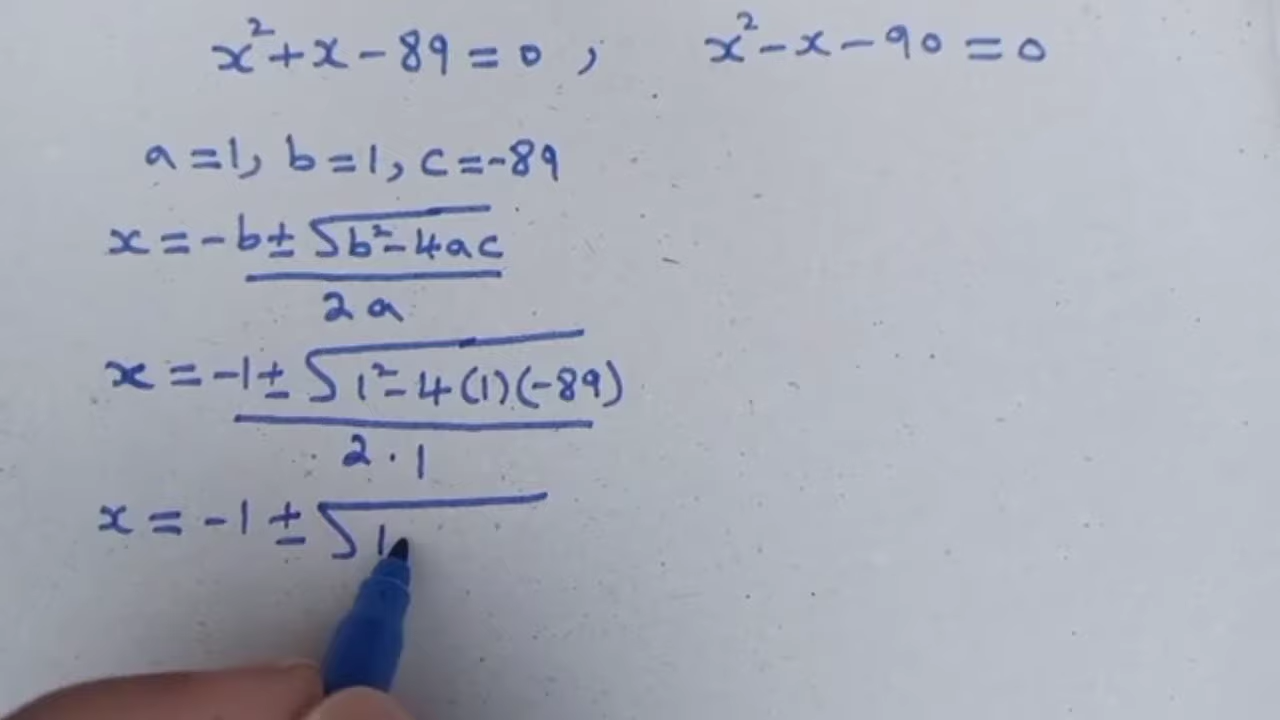 x² + x - 89 = 0 , x² - x - 90 = 0
a = 1, b = 1, c = -89
x = -b ± √b² - 4ac
2a
x = -1 ± √1² - 4(1)(-89)
2 · 1
x = -1 ± √1